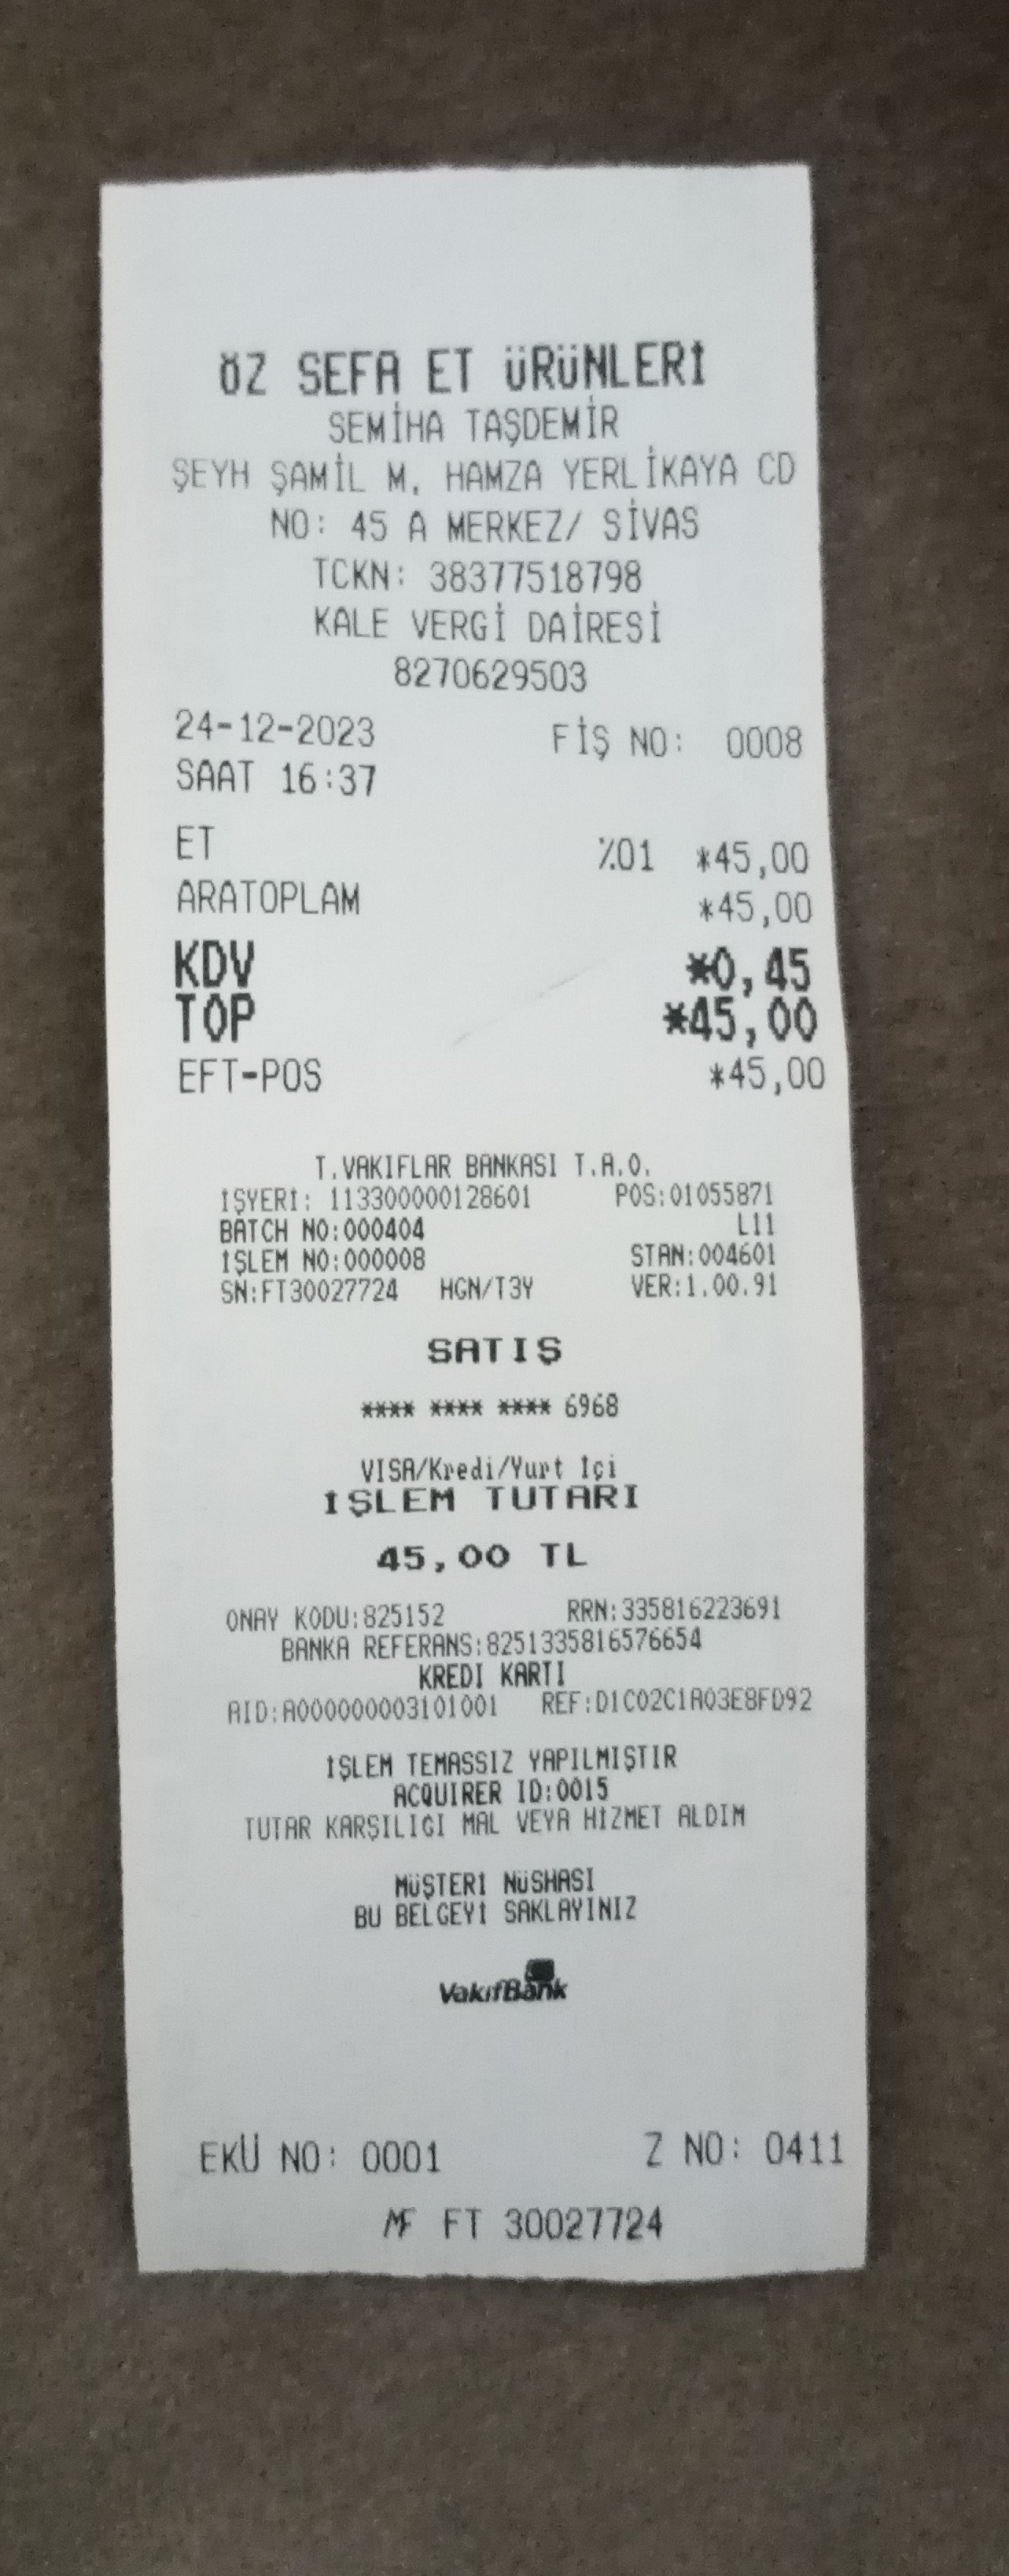 ÖZ SEFA ET ÜRÜNLERİ
SEMİHA TAŞDEMİR
ŞEYH ŞAMİL M. HAMZA YERLİKAYA CD
NO: 45 A MERKEZ/ SİVAS
TCKN: 38377518798
KALE VERGİ DAİRESİ
8270629503
24-12-2023 FİŞ NO: 0008
SAAT 16:37
ET %01 *45,00
ARATOPLAM *45,00
KDV *0,45
TOP *45,00
EFT-POS *45,00
T.VAKIFLAR BANKASI T.A.O.
İŞYERİ: 113300000128601 POS:01055871
BATCH NO:000404 L11
İŞLEM NO:000008 STAN:004601
SN:FT30027724 HGN/T3Y VER:1.00.91
SATIŞ
**** **** **** 6968
VISA/Kredi/Yurt İçi
İŞLEM TUTARI
45,00 TL
ONAY KODU:825152 RRN:335816223691
BANKA REFERANS:8251335816576654
KREDI KARTI
AID:A0000000003101001 REF:D1C02C1A03E8FD92
İŞLEM TEMASSIZ YAPILMIŞTIR
ACQUIRER ID:0015
TUTAR KARŞILIGI MAL VEYA HİZMET ALDIM
MÜŞTERİ NÜSHASI
BU BELGEYİ SAKLAYINIZ
VakıfBank
EKÜ NO: 0001 Z NO: 0411
MF FT 30027724